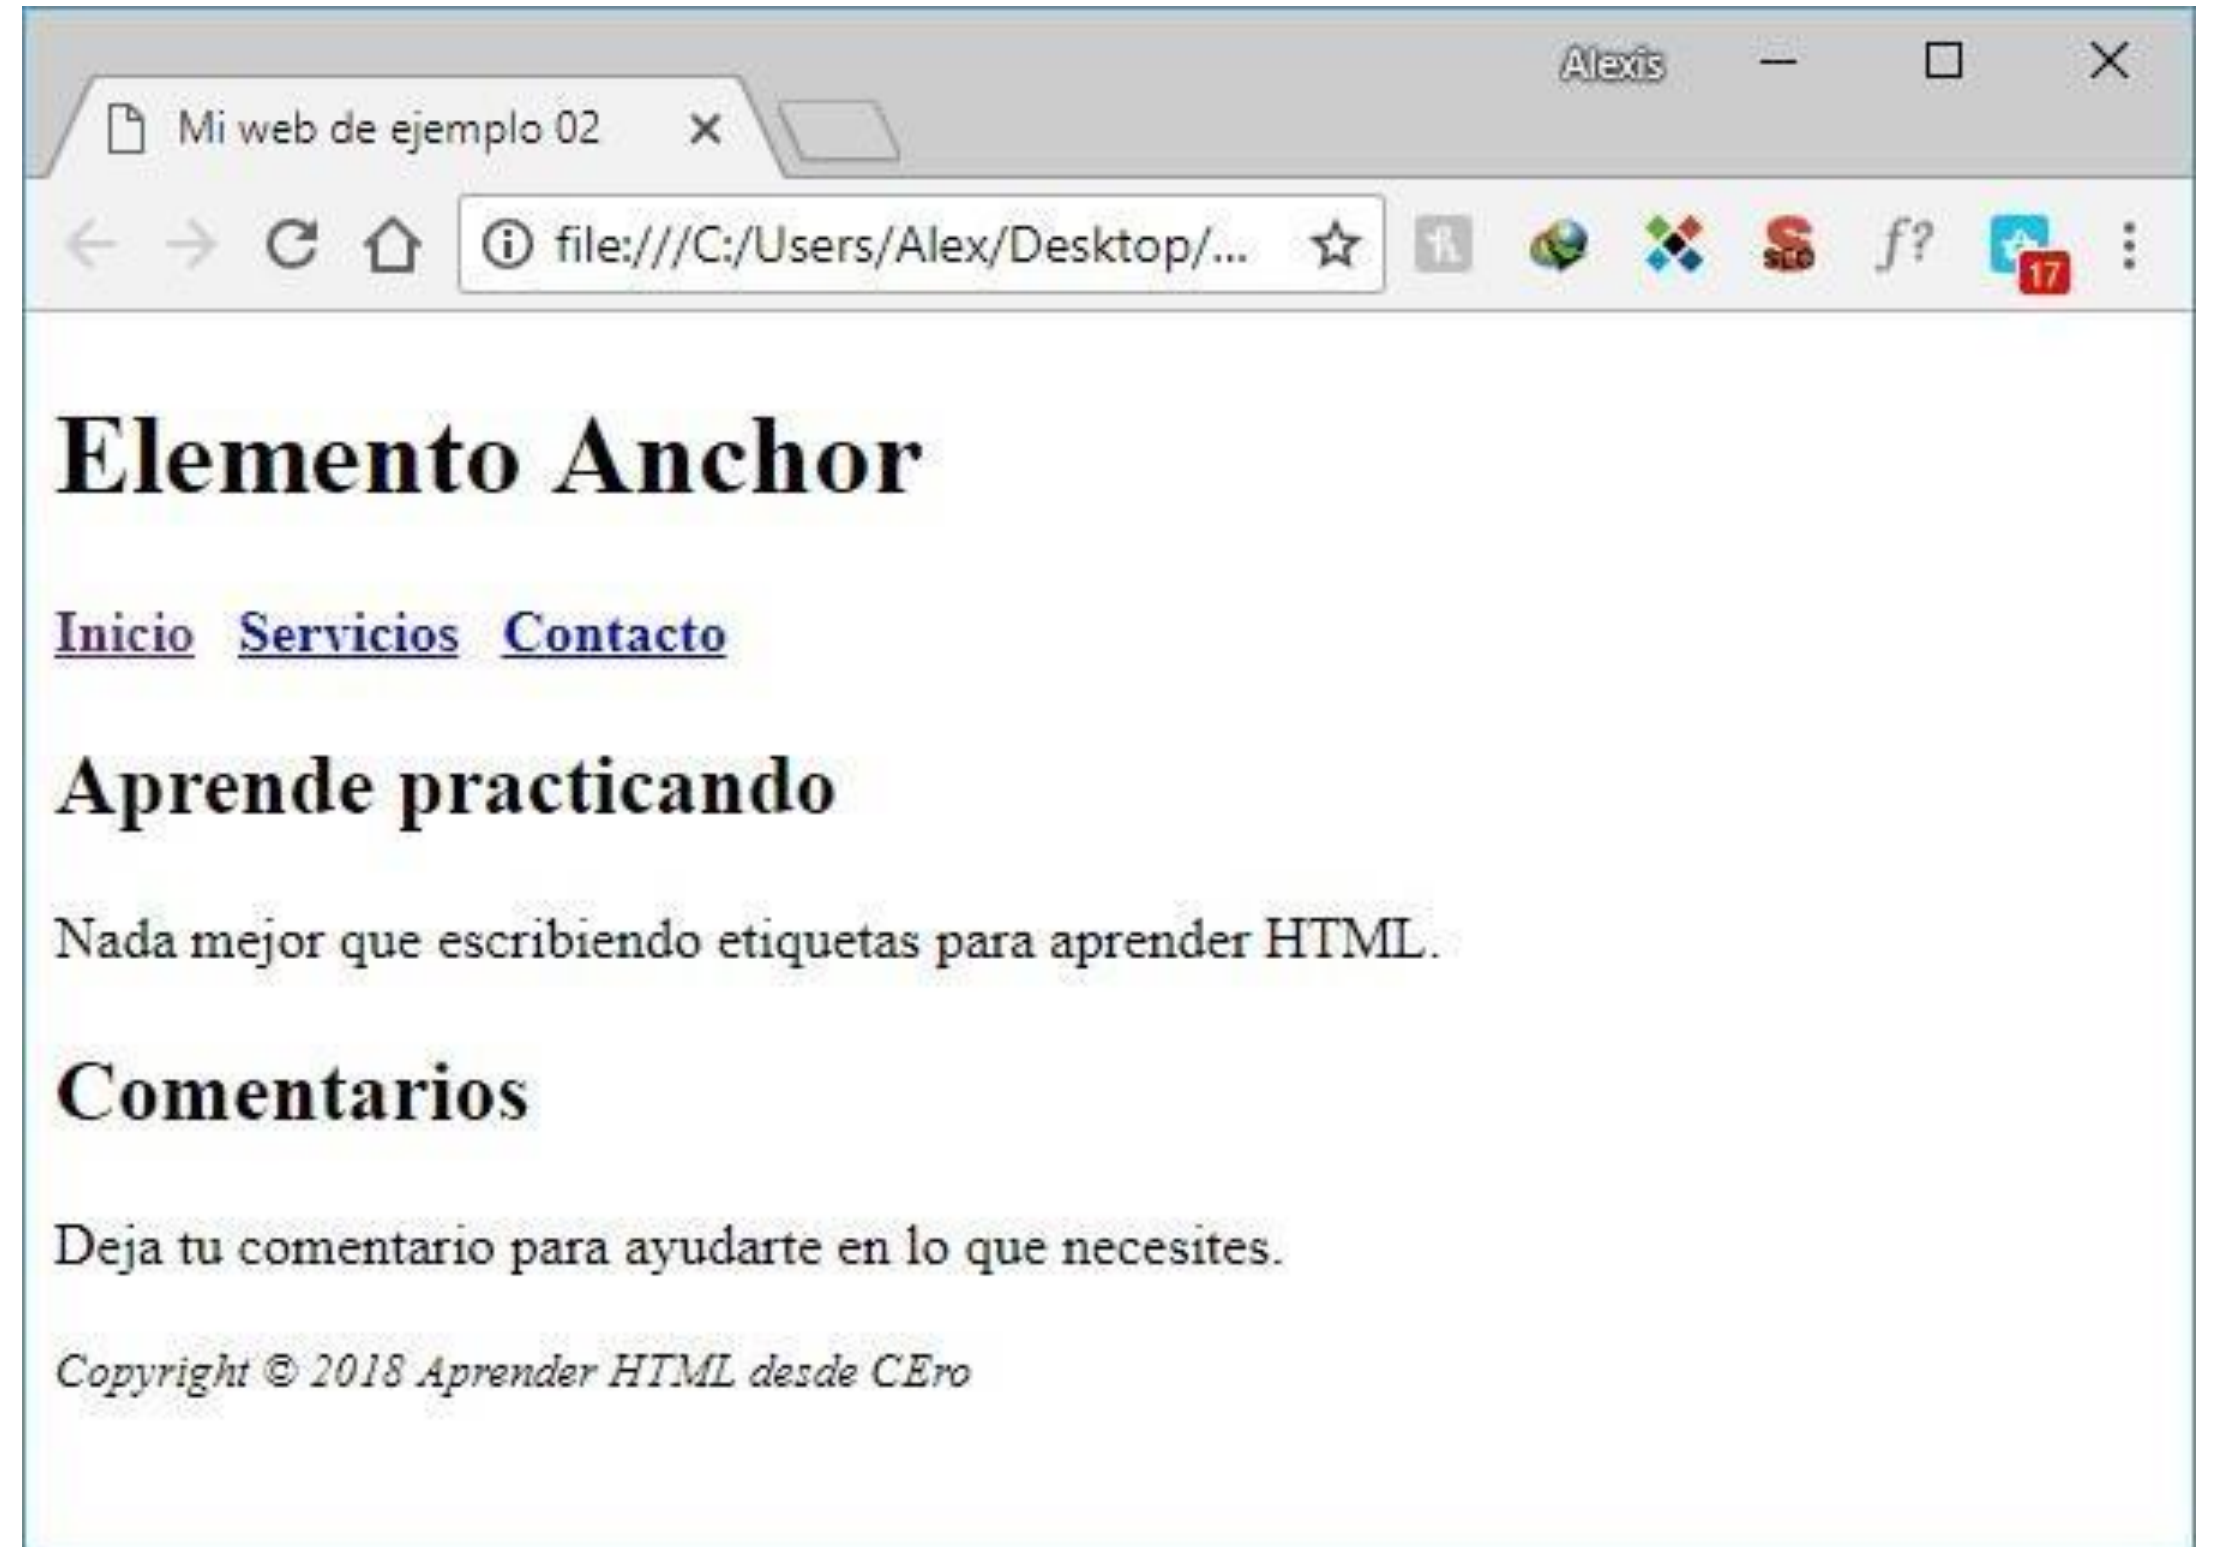 Alexis
Mi web de ejemplo 02
file:///C:/Users/Alex/Desktop/...
SEO
f?
17
Elemento Anchor
Inicio Servicios Contacto
Aprende practicando
Nada mejor que escribiendo etiquetas para aprender HTML.
Comentarios
Deja tu comentario para ayudarte en lo que necesites.
Copyright © 2018 Aprender HTML desde CEro